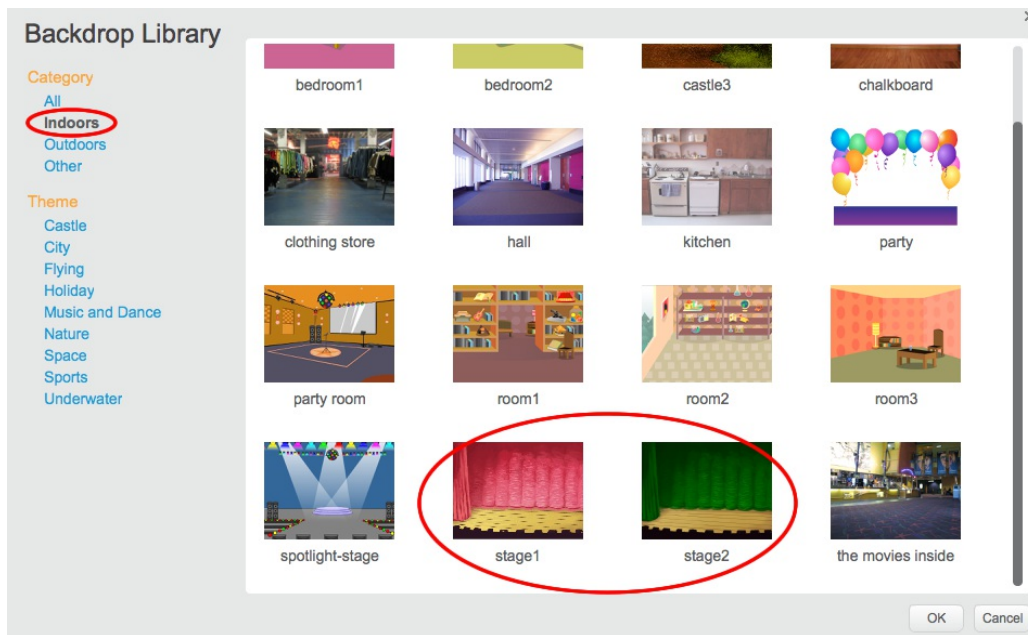 Backdrop Library
Category
All
Indoors
Outdoors
Other
Theme
Castle
City
Flying
Holiday
Music and Dance
Nature
Space
Sports
Underwater
bedroom1 bedroom2 castle3 chalkboard
clothing store hall kitchen party
party room room1 room2 room3
spotlight-stage stage1 stage2 the movies inside
OK Cancel